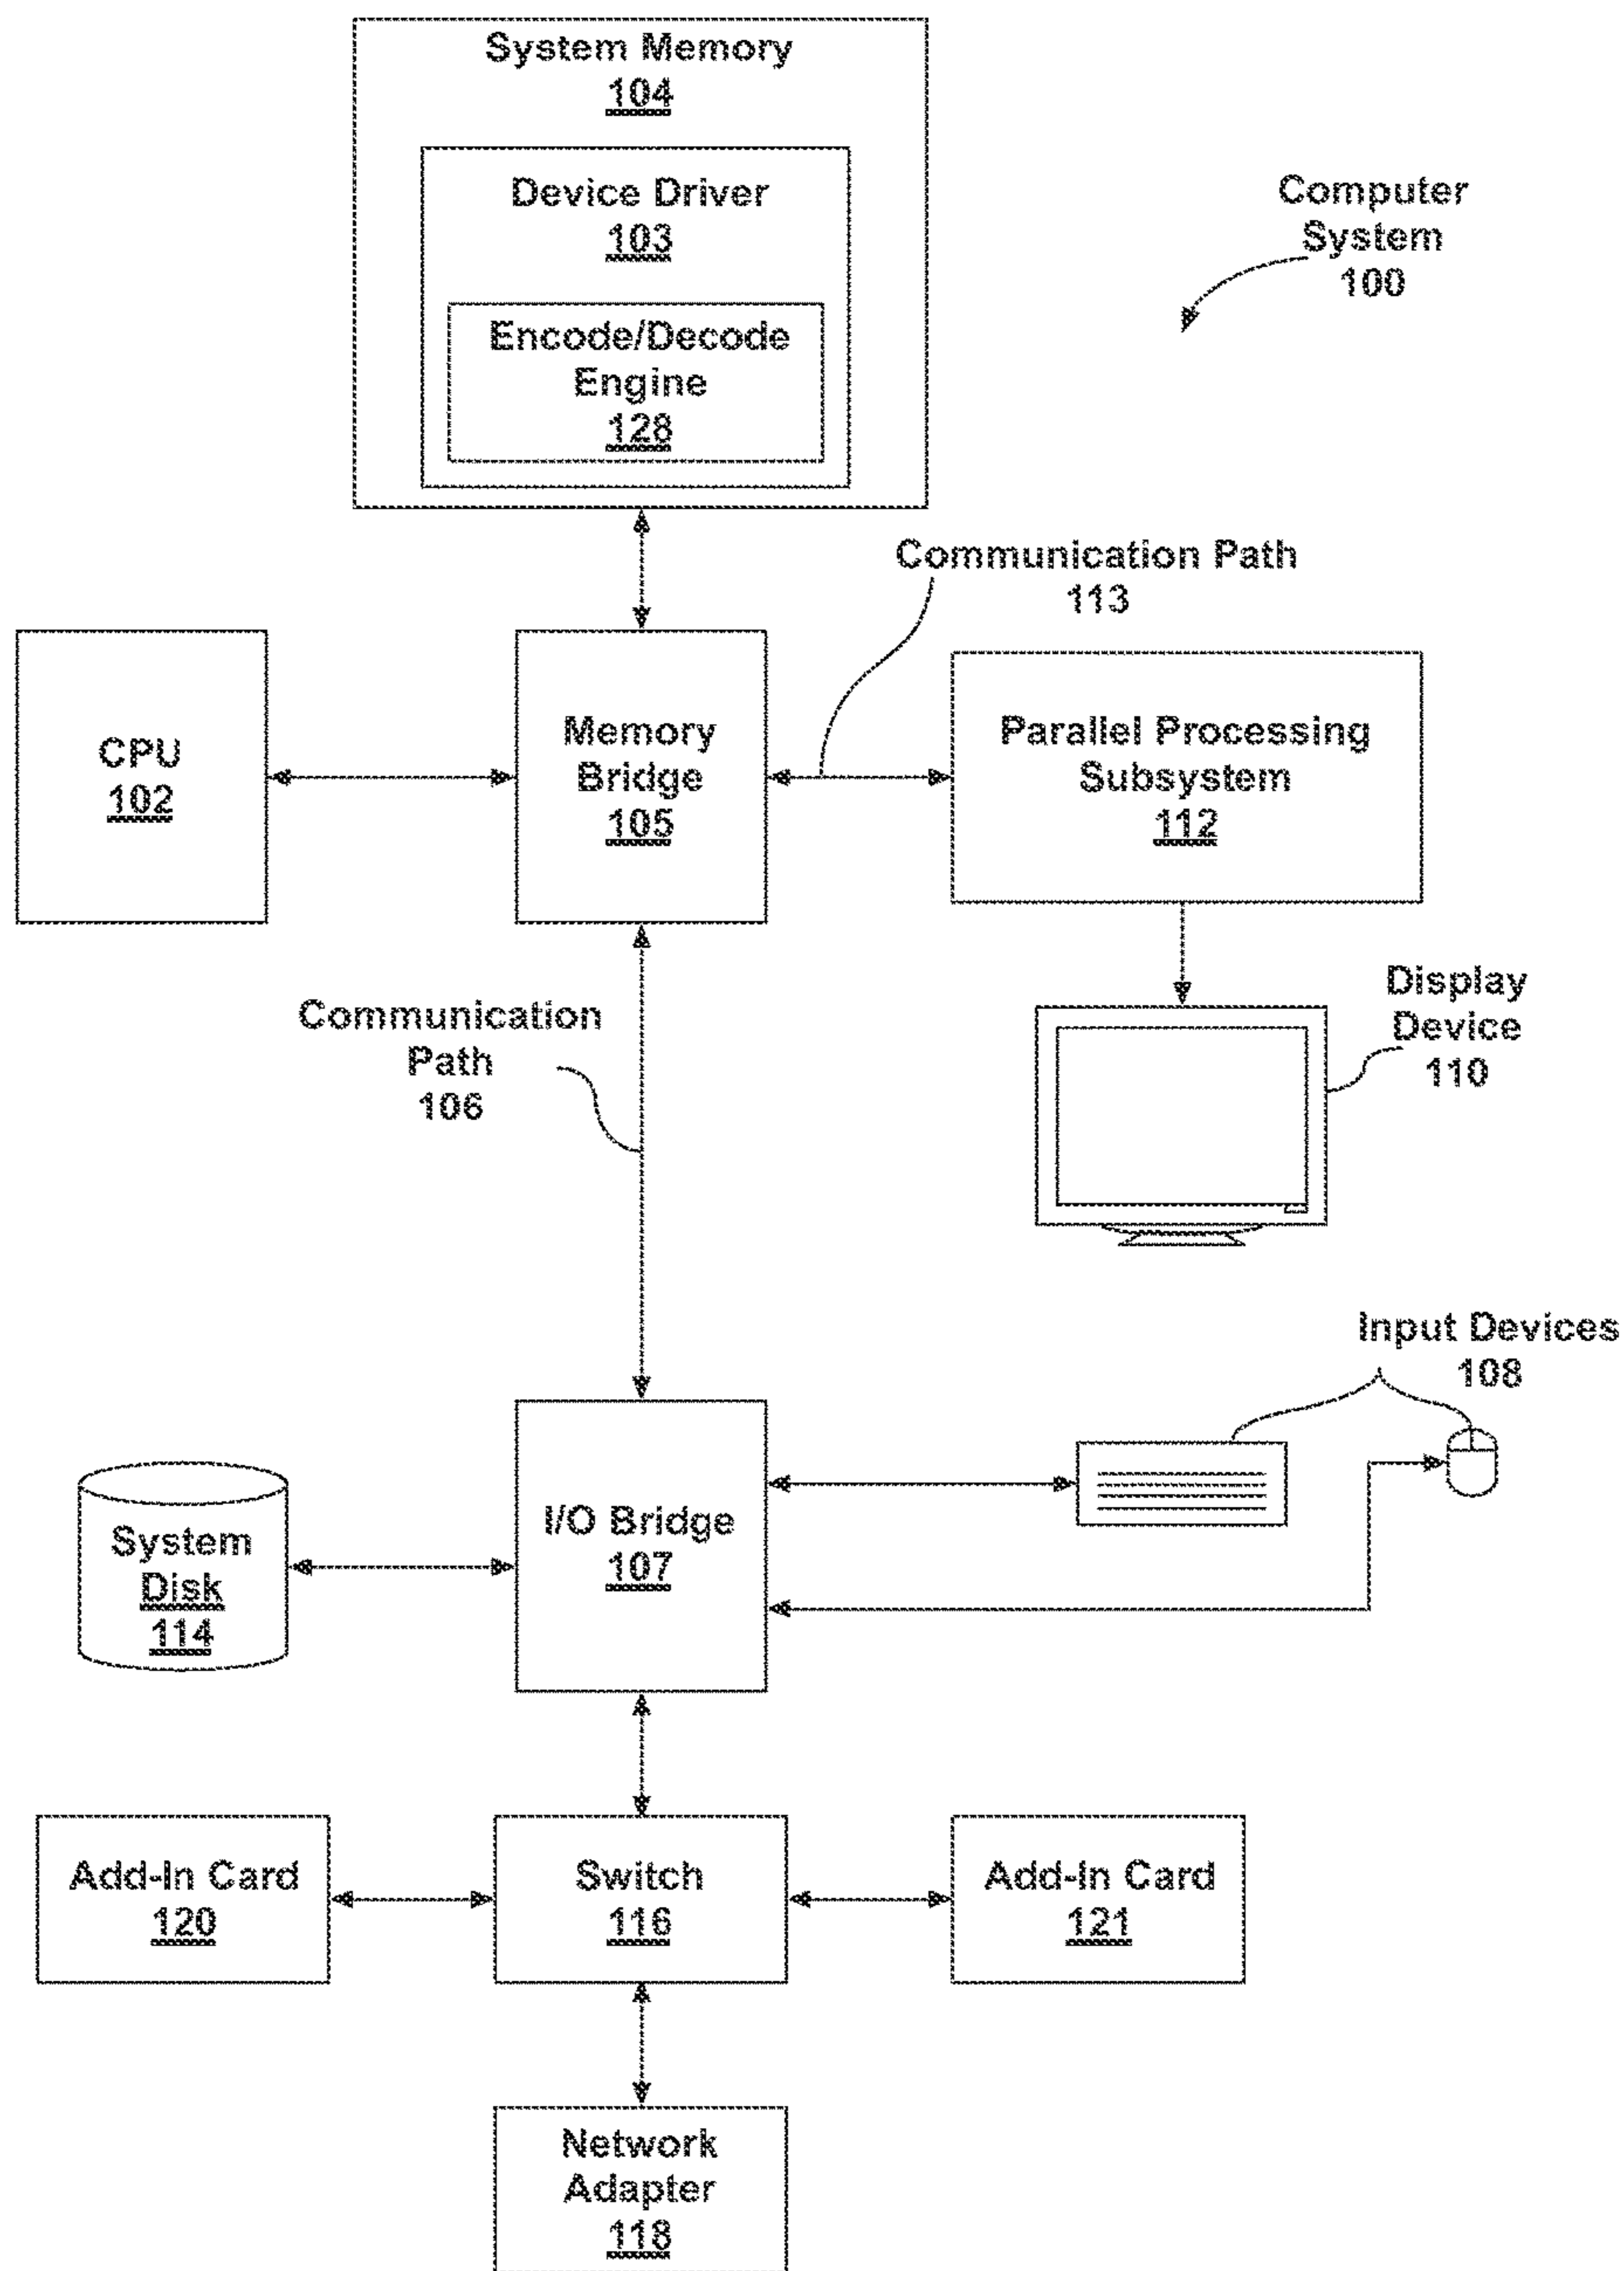 System Memory
104
Device Driver
103
Encode/Decode
Engine
128
Computer
System
100
Communication Path
113
CPU
102
Memory
Bridge
105
Parallel Processing
Subsystem
112
Communication
Path
106
Display
Device
110
Input Devices
108
System
Disk
114
I/O Bridge
107
Add-In Card
120
Switch
116
Add-In Card
121
Network
Adapter
118